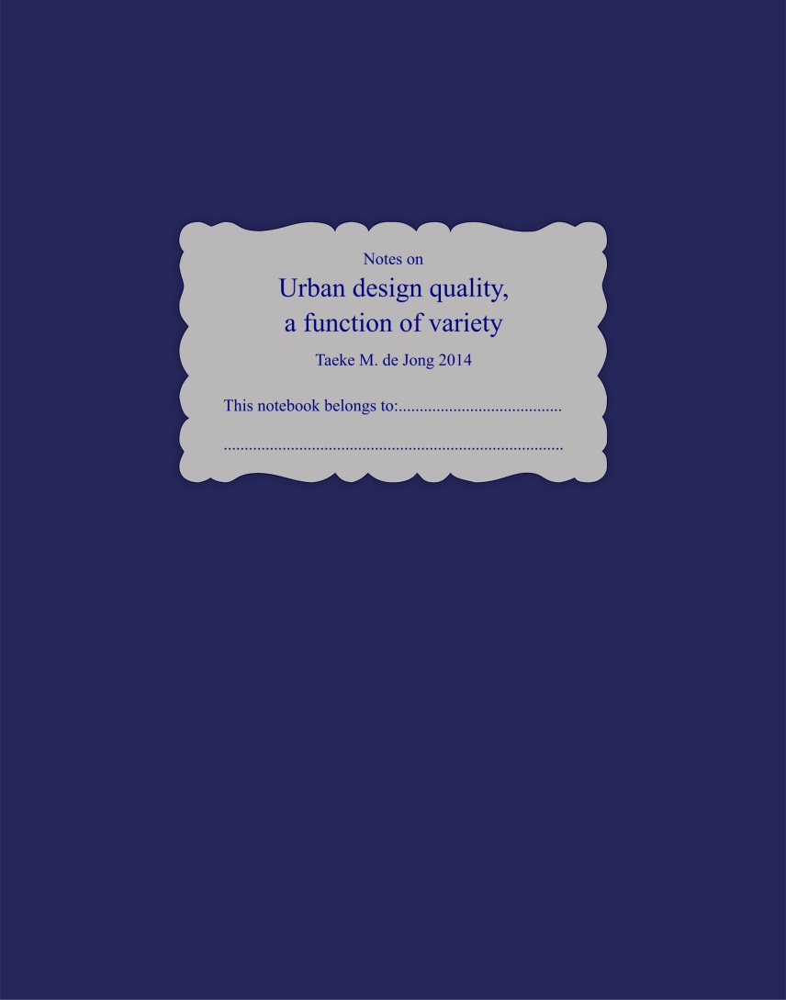 Notes on
Urban design quality,
a function of variety
Taeke M. de Jong 2014
This notebook belongs to:.......................................
.................................................................................